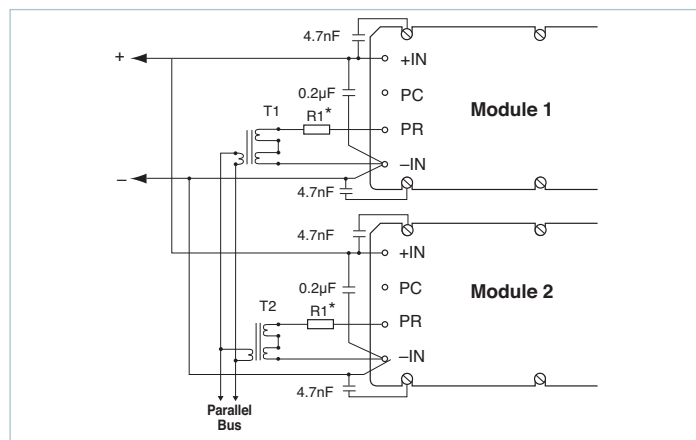 4.7nF
+
+IN
0.2µF
PC
Module 1
T1
R1*
PR
–IN
–
4.7nF
4.7nF
+IN
0.2µF
PC
Module 2
T2
R1*
PR
–IN
4.7nF
Parallel
Bus